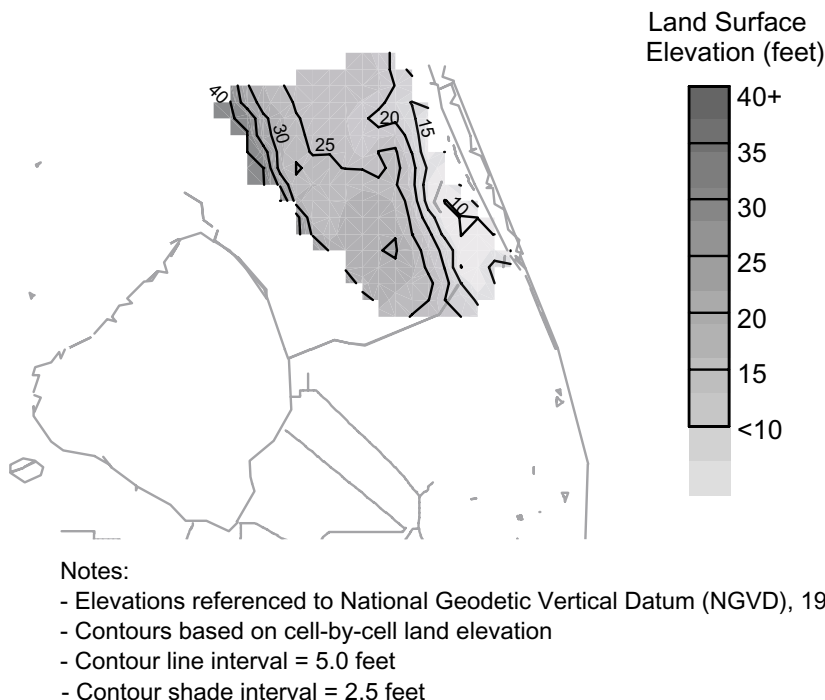 Land Surface
Elevation (feet)
40+
35
30
25
20
15
<10
40
30
25
20
15
10
Notes:
- Elevations referenced to National Geodetic Vertical Datum (NGVD), 19
- Contours based on cell-by-cell land elevation
- Contour line interval = 5.0 feet
- Contour shade interval = 2.5 feet